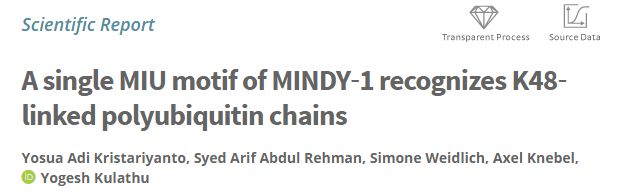 Scientific Report
Transparent Process
Source Data
A single MIU motif of MINDY-1 recognizes K48-
linked polyubiquitin chains
Yosua Adi Kristariyanto, Syed Arif Abdul Rehman, Simone Weidlich, Axel Knebel,
iD Yogesh Kulathu